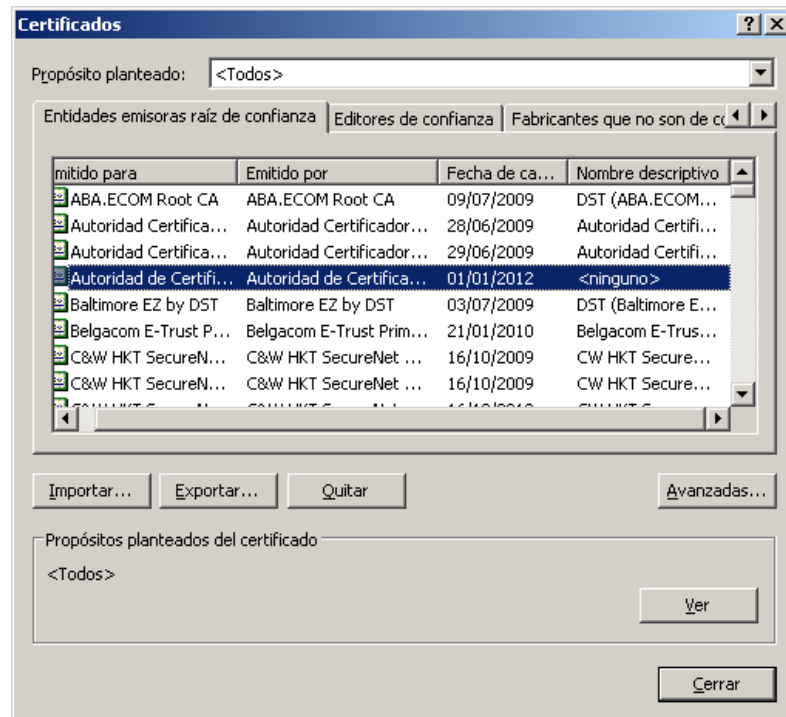 Certificados
Propósito planteado: <Todos>
Entidades emisoras raíz de confianza Editores de confianza Fabricantes que no son de co
mitido para Emitido por Fecha de ca... Nombre descriptivo
ABA.ECOM Root CA ABA.ECOM Root CA 09/07/2009 DST (ABA.ECOM...
Autoridad Certifica... Autoridad Certificador... 28/06/2009 Autoridad Certifi...
Autoridad Certifica... Autoridad Certificador... 29/06/2009 Autoridad Certifi...
Autoridad de Certifi... Autoridad de Certifica... 01/01/2012 <ninguno>
Baltimore EZ by DST Baltimore EZ by DST 03/07/2009 DST (Baltimore E...
Belgacom E-Trust P... Belgacom E-Trust Prim... 21/01/2010 Belgacom E-Trus...
C&W HKT SecureN... C&W HKT SecureNet ... 16/10/2009 CW HKT Secure...
C&W HKT SecureN... C&W HKT SecureNet ... 16/10/2009 CW HKT Secure...
Importar... Exportar... Quitar Avanzadas...
Propósitos planteados del certificado
<Todos>
Ver
Cerrar